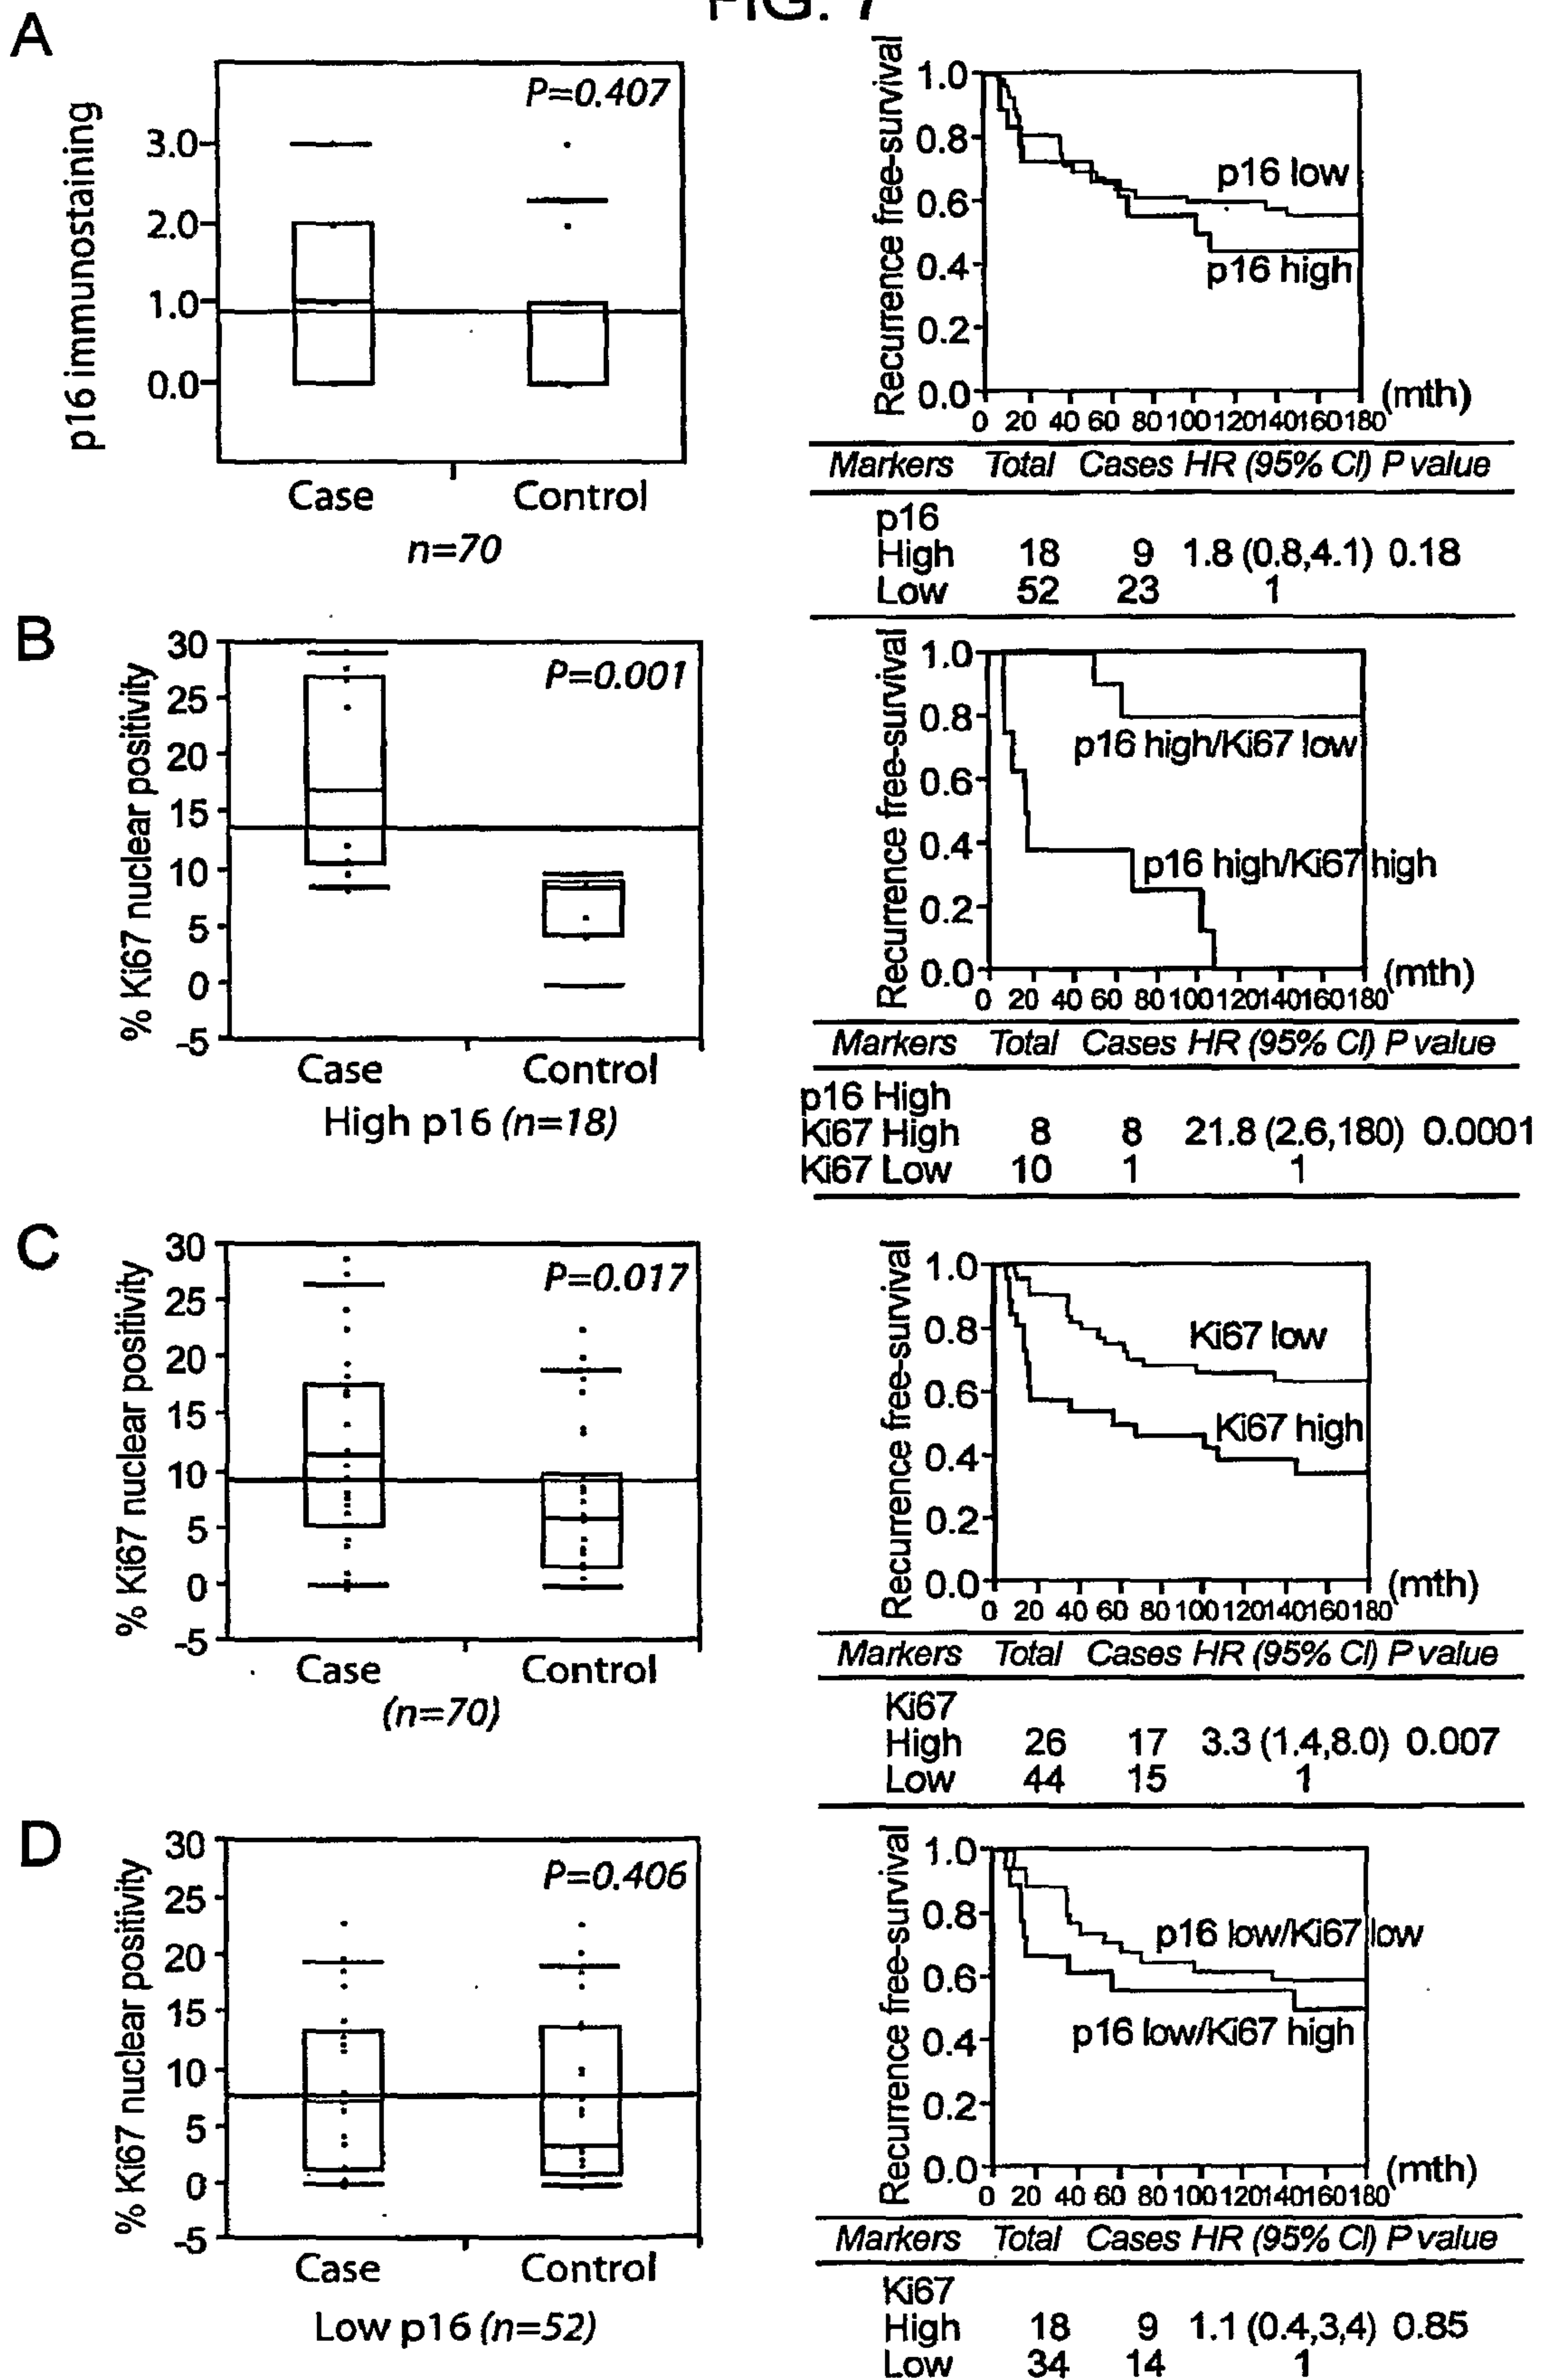 FIG. 7
A
p16 immunostaining
3.0
2.0
1.0
0.0
P=0.407
Case Control
n=70
Recurrence free-survival
1.0
0.8
0.6
0.4
0.2
0.0
p16 low
p16 high
0 20 40 60 80 100 120 140 160 180 (mth)
Markers Total Cases HR (95% CI) P value
p16
High 18 9 1.8 (0.8,4.1) 0.18
Low 52 23 1
B
% Ki67 nuclear positivity
30
25
20
15
10
5
0
-5
P=0.001
Case Control
High p16 (n=18)
Recurrence free-survival
1.0
0.8
0.6
0.4
0.2
0.0
p16 high/Ki67 low
p16 high/Ki67 high
0 20 40 60 80 100 120 140 160 180 (mth)
Markers Total Cases HR (95% CI) P value
p16 High
Ki67 High 8 8 21.8 (2.6,180) 0.0001
Ki67 Low 10 1 1
C
% Ki67 nuclear positivity
30
25
20
15
10
5
0
-5
P=0.017
Case Control
(n=70)
Recurrence free-survival
1.0
0.8
0.6
0.4
0.2
0.0
Ki67 low
Ki67 high
0 20 40 60 80 100 120 140 160 180 (mth)
Markers Total Cases HR (95% CI) P value
Ki67
High 26 17 3.3 (1.4,8.0) 0.007
Low 44 15 1
D
% Ki67 nuclear positivity
30
25
20
15
10
5
0
-5
P=0.406
Case Control
Low p16 (n=52)
Recurrence free-survival
1.0
0.8
0.6
0.4
0.2
0.0
p16 low/Ki67 low
p16 low/Ki67 high
0 20 40 60 80 100 120 140 160 180 (mth)
Markers Total Cases HR (95% CI) P value
Ki67
High 18 9 1.1 (0.4,3,4) 0.85
Low 34 14 1